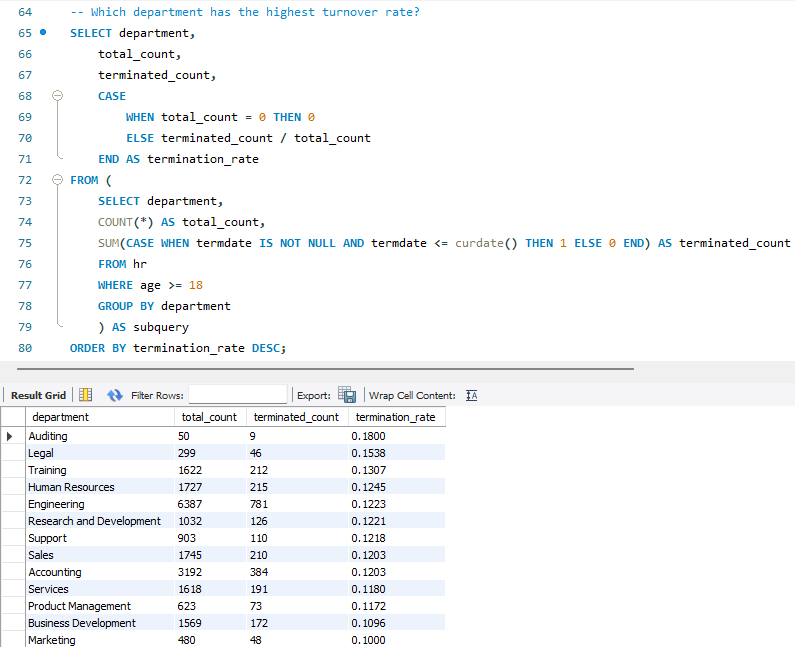 64 -- Which department has the highest turnover rate?
65 SELECT department,
66 total_count,
67 terminated_count,
68 CASE
69 WHEN total_count = 0 THEN 0
70 ELSE terminated_count / total_count
71 END AS termination_rate
72 FROM (
73 SELECT department,
74 COUNT(*) AS total_count,
75 SUM(CASE WHEN termdate IS NOT NULL AND termdate <= curdate() THEN 1 ELSE 0 END) AS terminated_count
76 FROM hr
77 WHERE age >= 18
78 GROUP BY department
79 ) AS subquery
80 ORDER BY termination_rate DESC;
Result Grid Filter Rows: Export: Wrap Cell Content:
department total_count terminated_count termination_rate
Auditing 50 9 0.1800
Legal 299 46 0.1538
Training 1622 212 0.1307
Human Resources 1727 215 0.1245
Engineering 6387 781 0.1223
Research and Development 1032 126 0.1221
Support 903 110 0.1218
Sales 1745 210 0.1203
Accounting 3192 384 0.1203
Services 1618 191 0.1180
Product Management 623 73 0.1172
Business Development 1569 172 0.1096
Marketing 480 48 0.1000